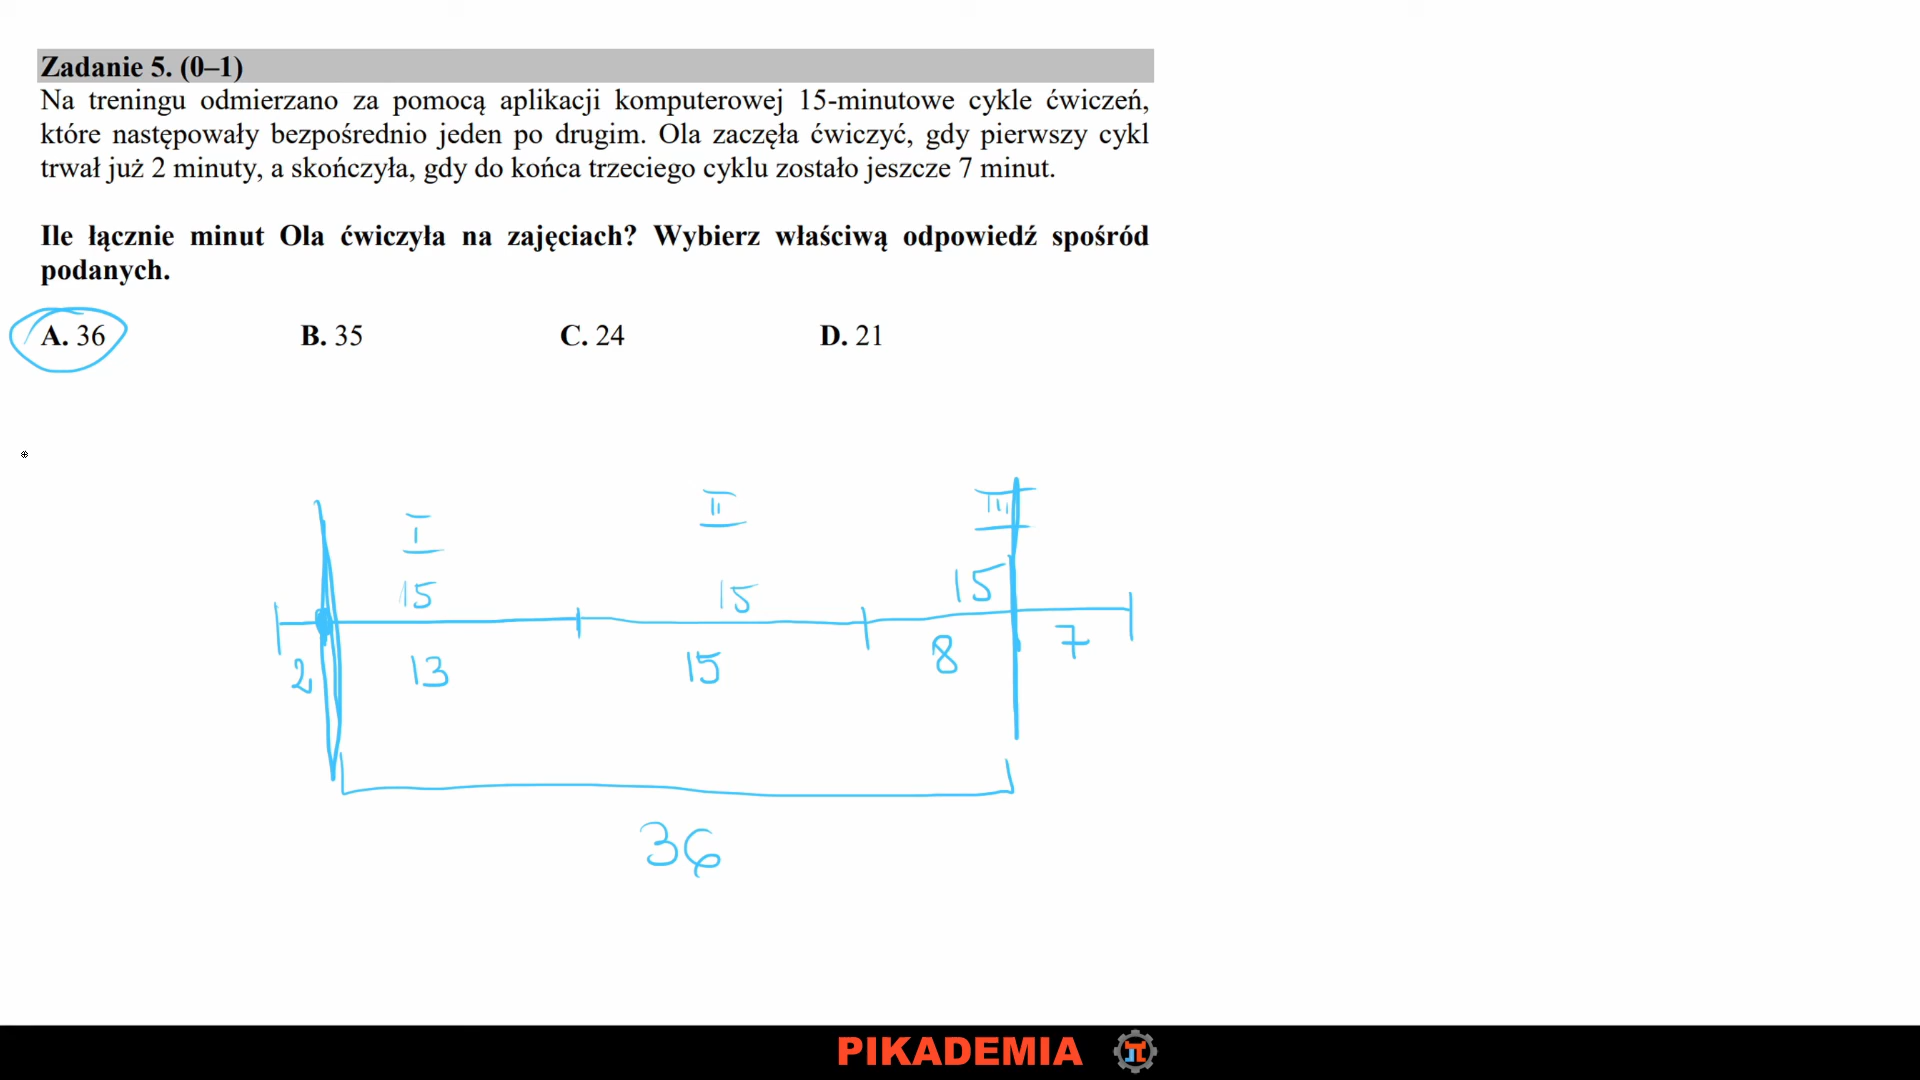 Zadanie 5. (0–1)
Na treningu odmierzano za pomocą aplikacji komputerowej 15-minutowe cykle ćwiczeń,
które następowały bezpośrednio jeden po drugim. Ola zaczęła ćwiczyć, gdy pierwszy cykl
trwał już 2 minuty, a skończyła, gdy do końca trzeciego cyklu zostało jeszcze 7 minut.
Ile łącznie minut Ola ćwiczyła na zajęciach? Wybierz właściwą odpowiedź spośród
podanych.
A. 36 B. 35 C. 24 D. 21
I II III
15 15 15
2 13 15 8 7
36
PIKADEMIA